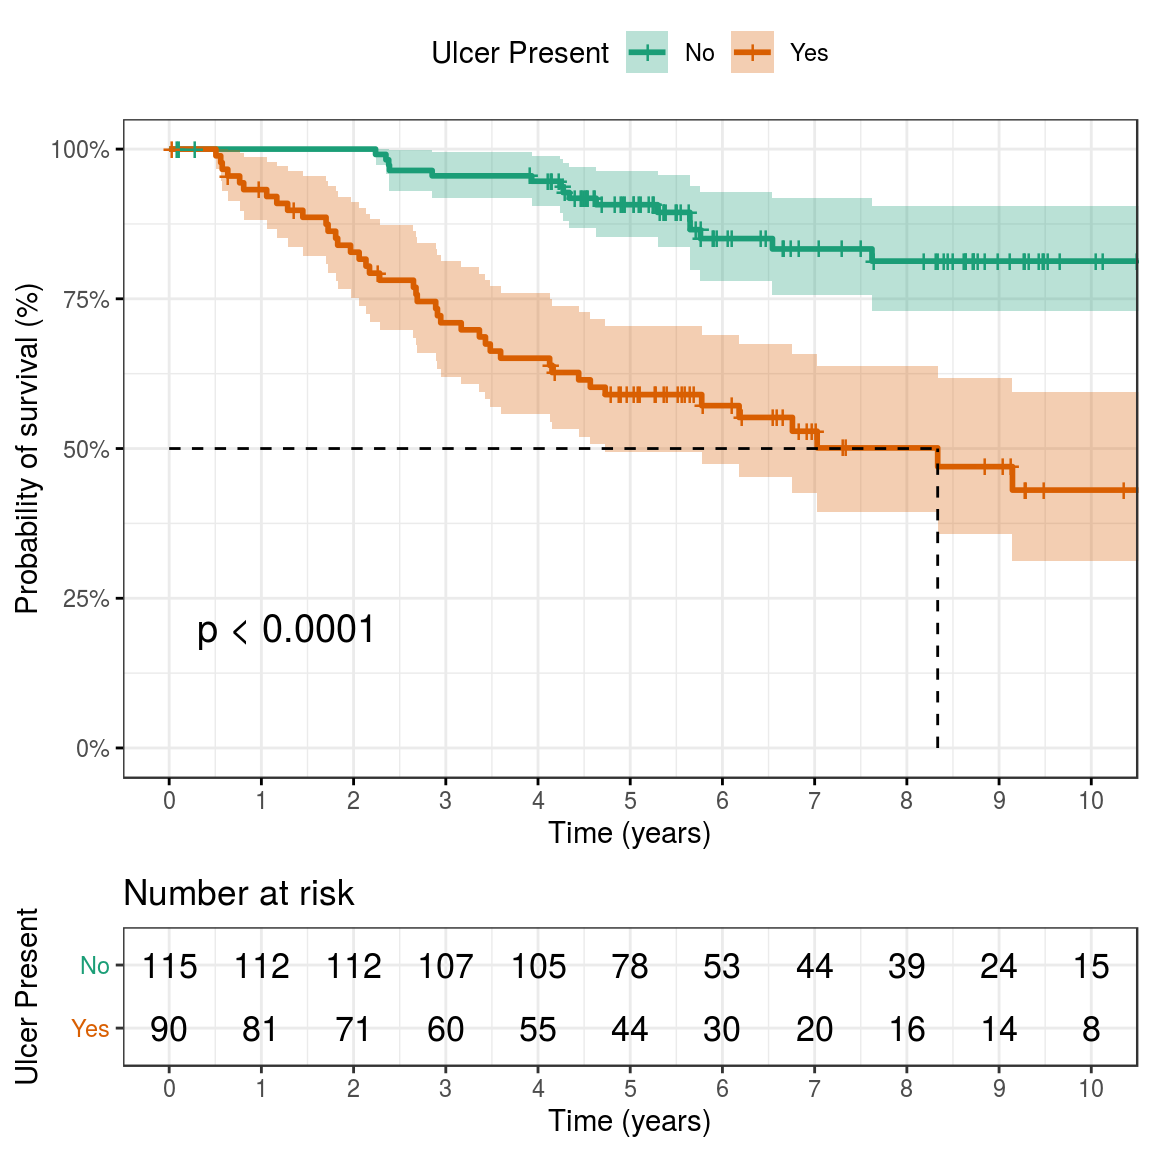 Ulcer Present No Yes
Probability of survival (%)
100%
75%
50%
25%
0%
p < 0.0001
0 1 2 3 4 5 6 7 8 9 10
Time (years)
Number at risk
Ulcer Present
No 115 112 112 107 105 78 53 44 39 24 15
Yes 90 81 71 60 55 44 30 20 16 14 8
0 1 2 3 4 5 6 7 8 9 10
Time (years)